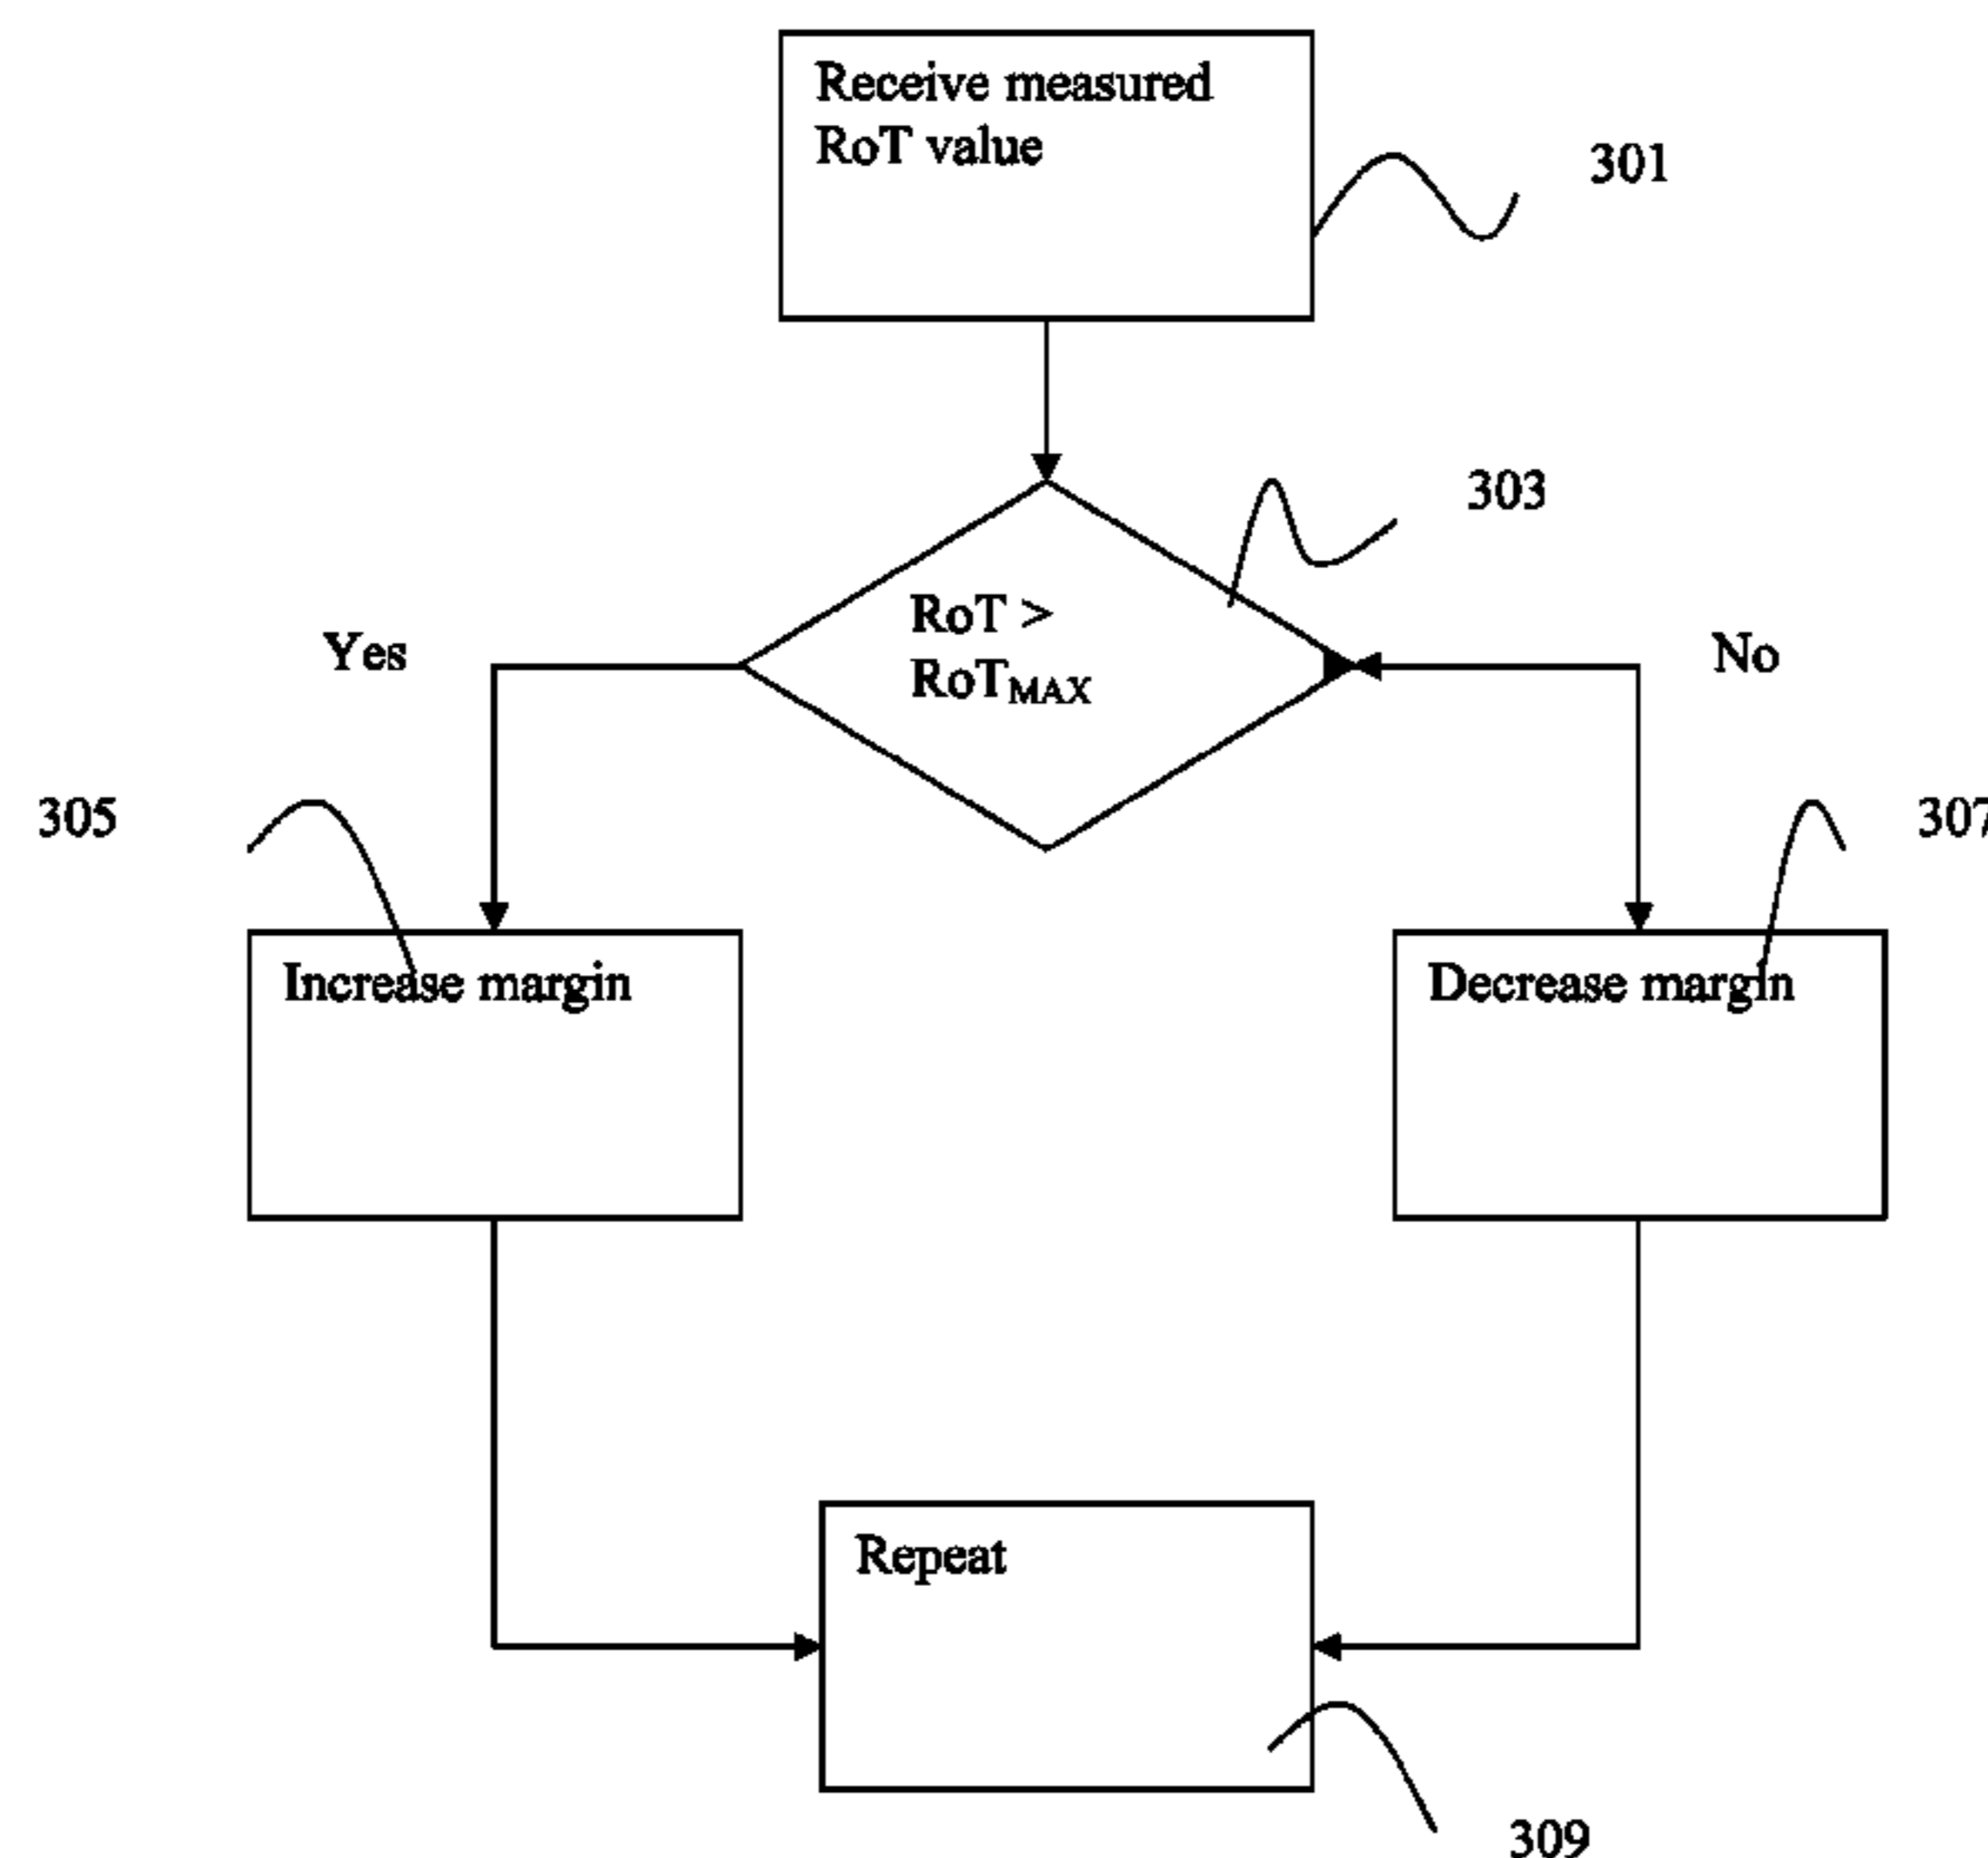 Receive measured
RoT value
301
303
RoT >
RoTMAX
Yes
No
305
307
Increase margin
Decrease margin
Repeat
309